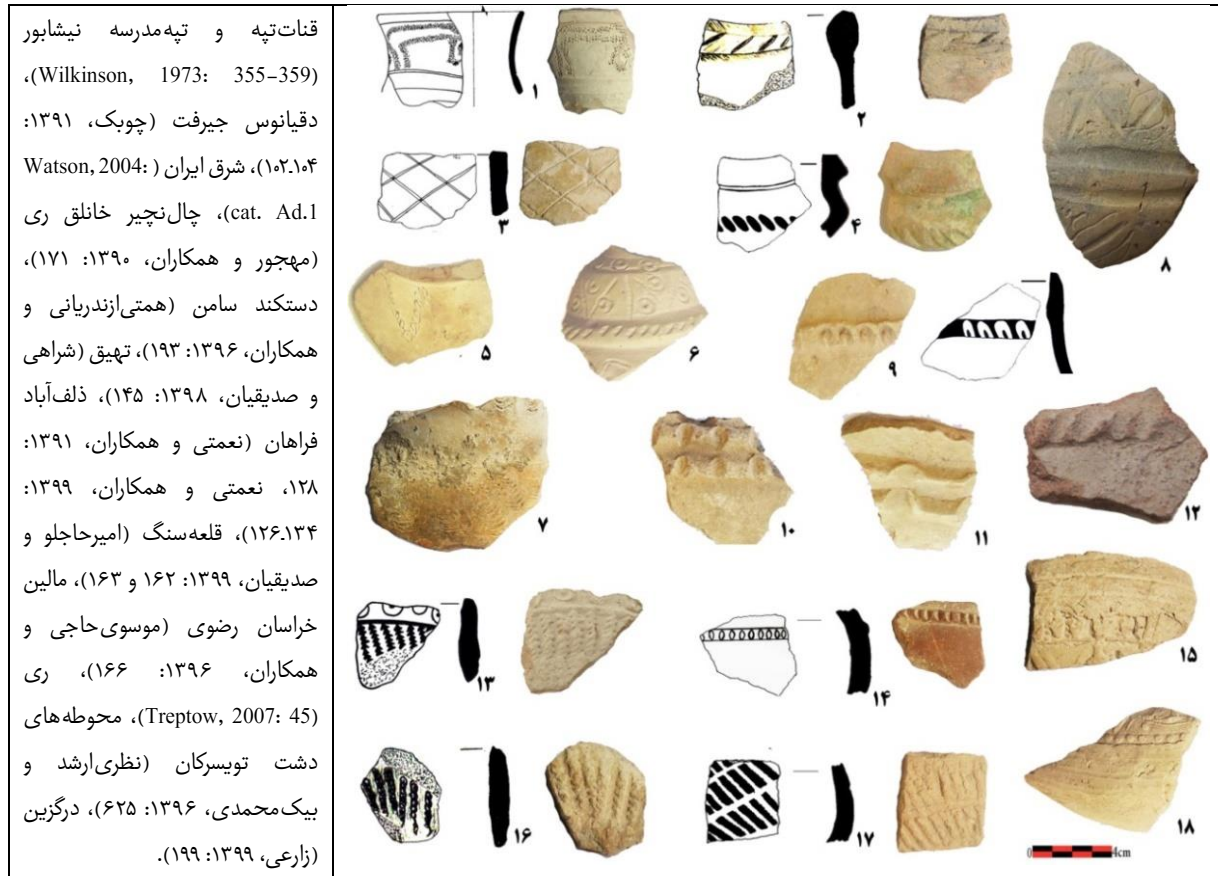 قنات‌تپه و تپه‌مدرسه نیشابور
(Wilkinson, 1973: 355-359)،
دقیانوس جیرفت (چوبک، ۱۳۹۱:
۱۰۲ـ۱۰۴)، شرق ایران (Watson, 2004:
cat. Ad.1)، چال‌نچیر خانلق ری
(مهجور و همکاران، ۱۳۹۰: ۱۷۱)،
دستکند سامن (همتی‌ازندریانی و
همکاران، ۱۳۹۶: ۱۹۳)، تهیق (شراهی
و صدیقیان، ۱۳۹۸: ۱۴۵)، ذلف‌آباد
فراهان (نعمتی و همکاران، ۱۳۹۱:
۱۲۸، نعمتی و همکاران، ۱۳۹۹:
۱۲۶ـ۱۳۴)، قلعه‌سنگ (امیرحاجلو و
صدیقیان، ۱۳۹۹: ۱۶۲ و ۱۶۳)، مالین
خراسان رضوی (موسوی‌حاجی و
همکاران، ۱۳۹۶: ۱۶۶)، ری
(Treptow, 2007: 45)، محوطه‌های
دشت تویسرکان (نظری‌ارشد و
بیک‌محمدی، ۱۳۹۶: ۶۲۵)، درگزین
(زارعی، ۱۳۹۹: ۱۹۹).
۱
۲
۳
۴
۸
۵
۶
۹
۷
۱۰
۱۱
۱۲
۱۳
۱۴
۱۵
۱۶
۱۷
۱۸
0 4cm